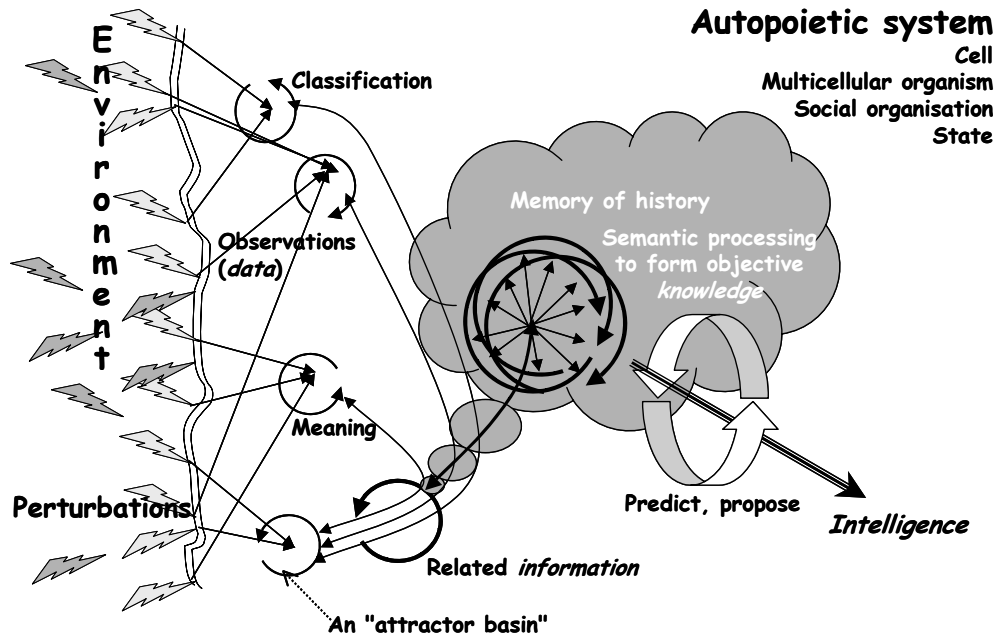 Autopoietic system
Cell
Multicellular organism
Social organisation
State
Environment
Classification
Observations
(data)
Meaning
Perturbations
An "attractor basin"
Related information
Memory of history
Semantic processing
to form objective
knowledge
Predict, propose
Intelligence